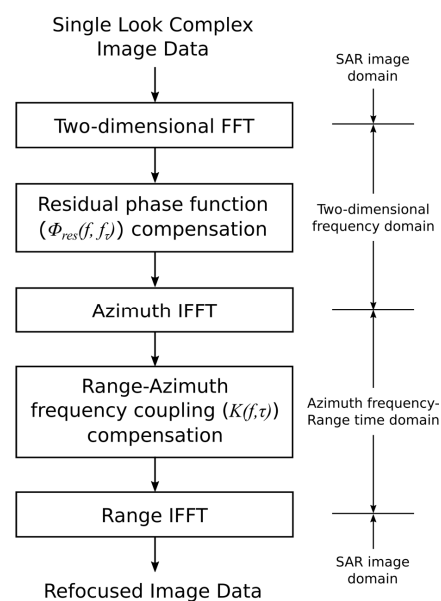 Single Look Complex
Image Data
SAR image
domain
Two-dimensional FFT
Residual phase function
(Φres(f, fτ)) compensation
Two-dimensional
frequency domain
Azimuth IFFT
Range-Azimuth
frequency coupling (K(f,τ))
compensation
Azimuth frequency-
Range time domain
Range IFFT
SAR image
domain
Refocused Image Data